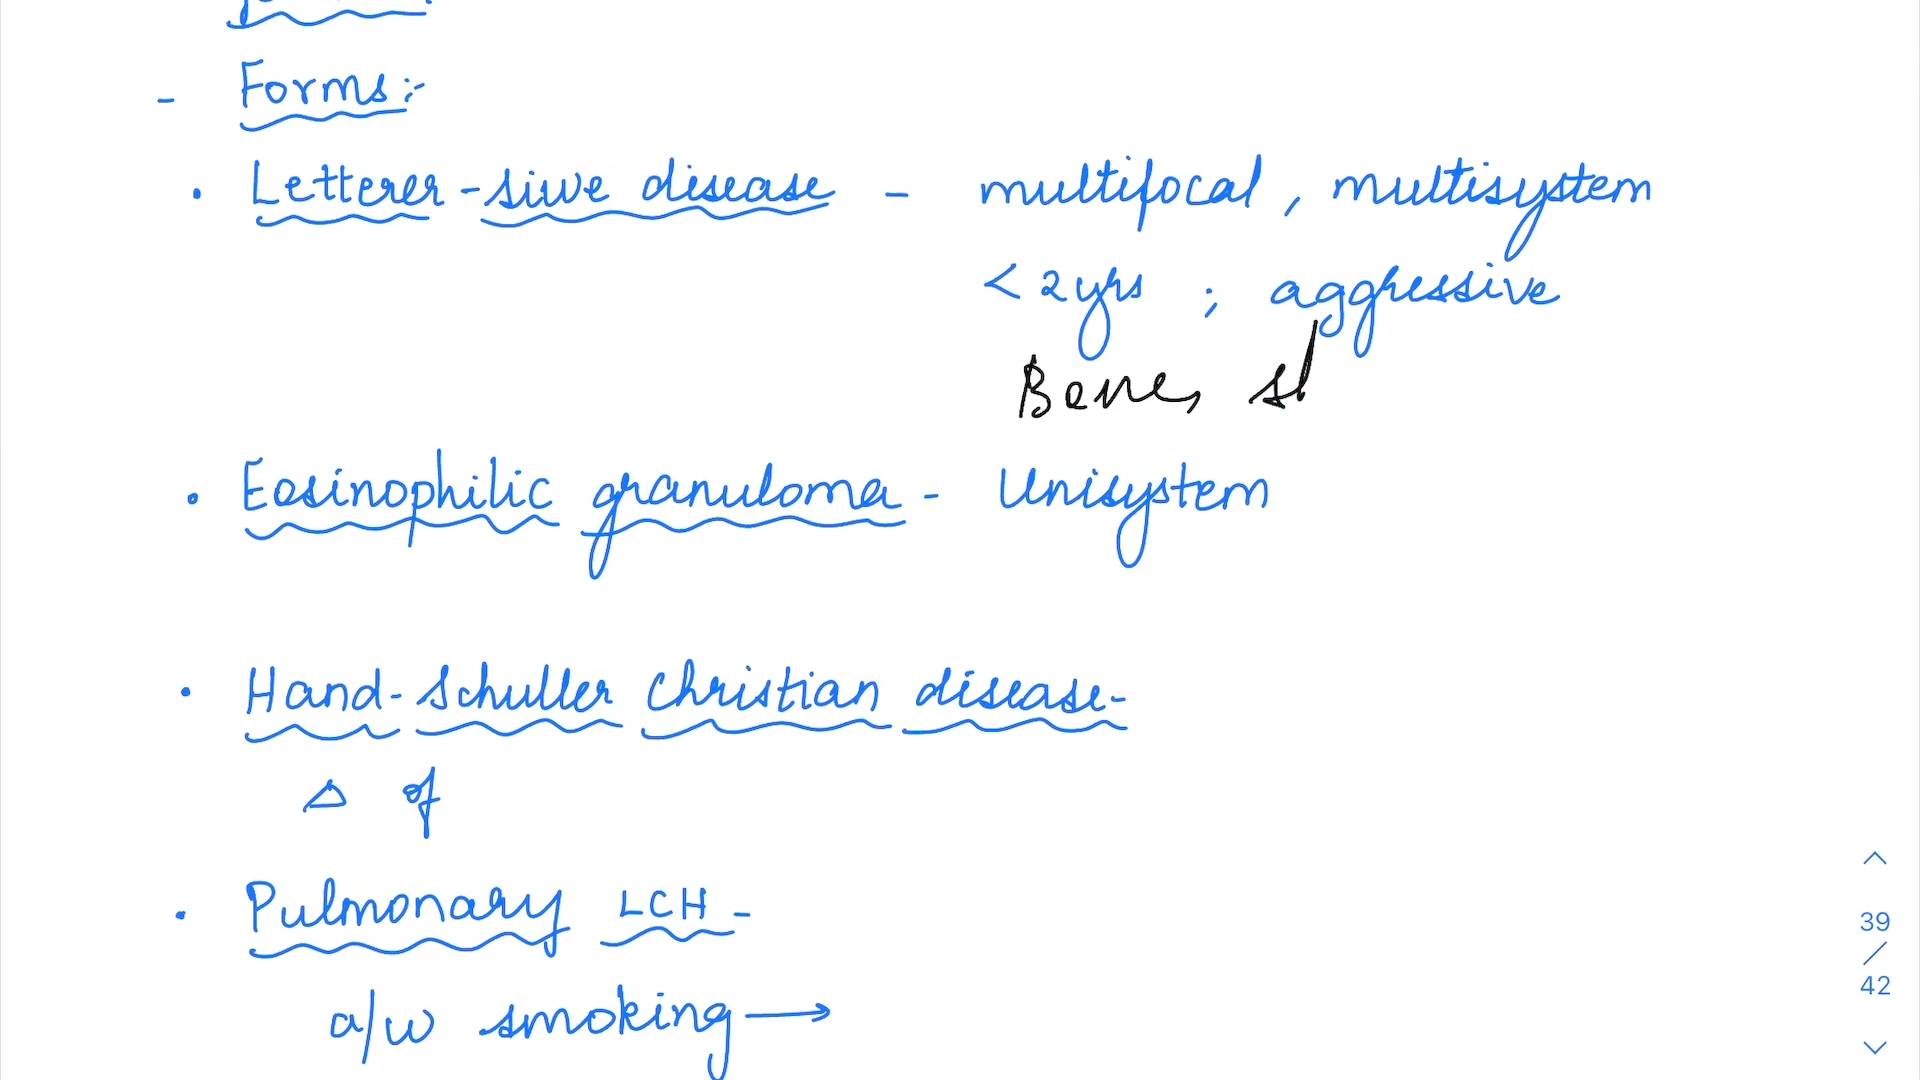 - Forms:-
. Letterer-siwe disease - multifocal, multisystem
< 2yrs ; aggressive
Bone,
. Eosinophilic granuloma - Unisystem
. Hand-Schuller Christian disease-
△ of
. Pulmonary LCH -
a/w smoking →
39
/
42